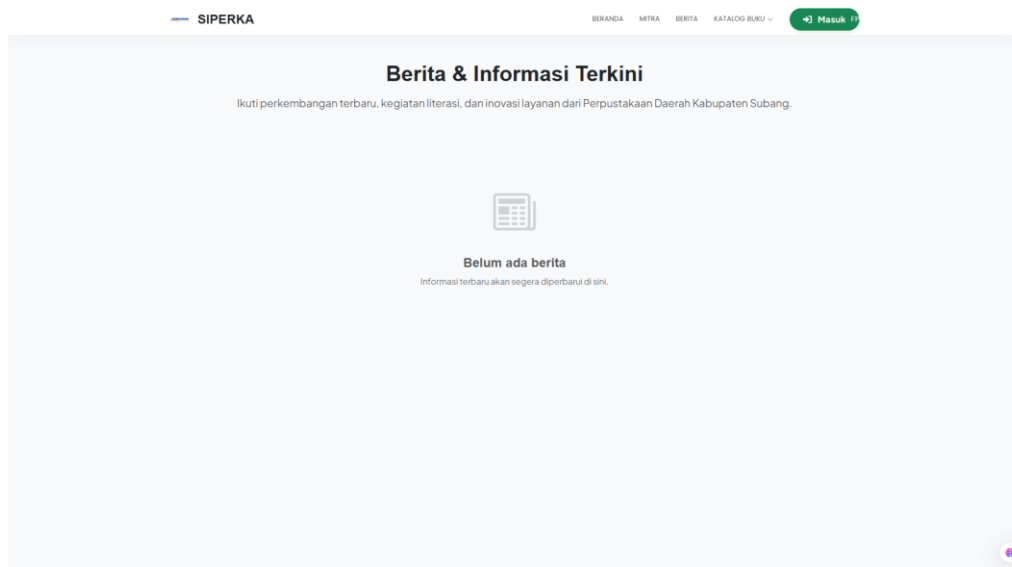 SIPERKA
BERANDA MITRA BERITA KATALOG BUKU Masuk
Berita & Informasi Terkini
Ikuti perkembangan terbaru, kegiatan literasi, dan inovasi layanan dari Perpustakaan Daerah Kabupaten Subang.
Belum ada berita
Informasi terbaru akan segera diperbarui di sini.